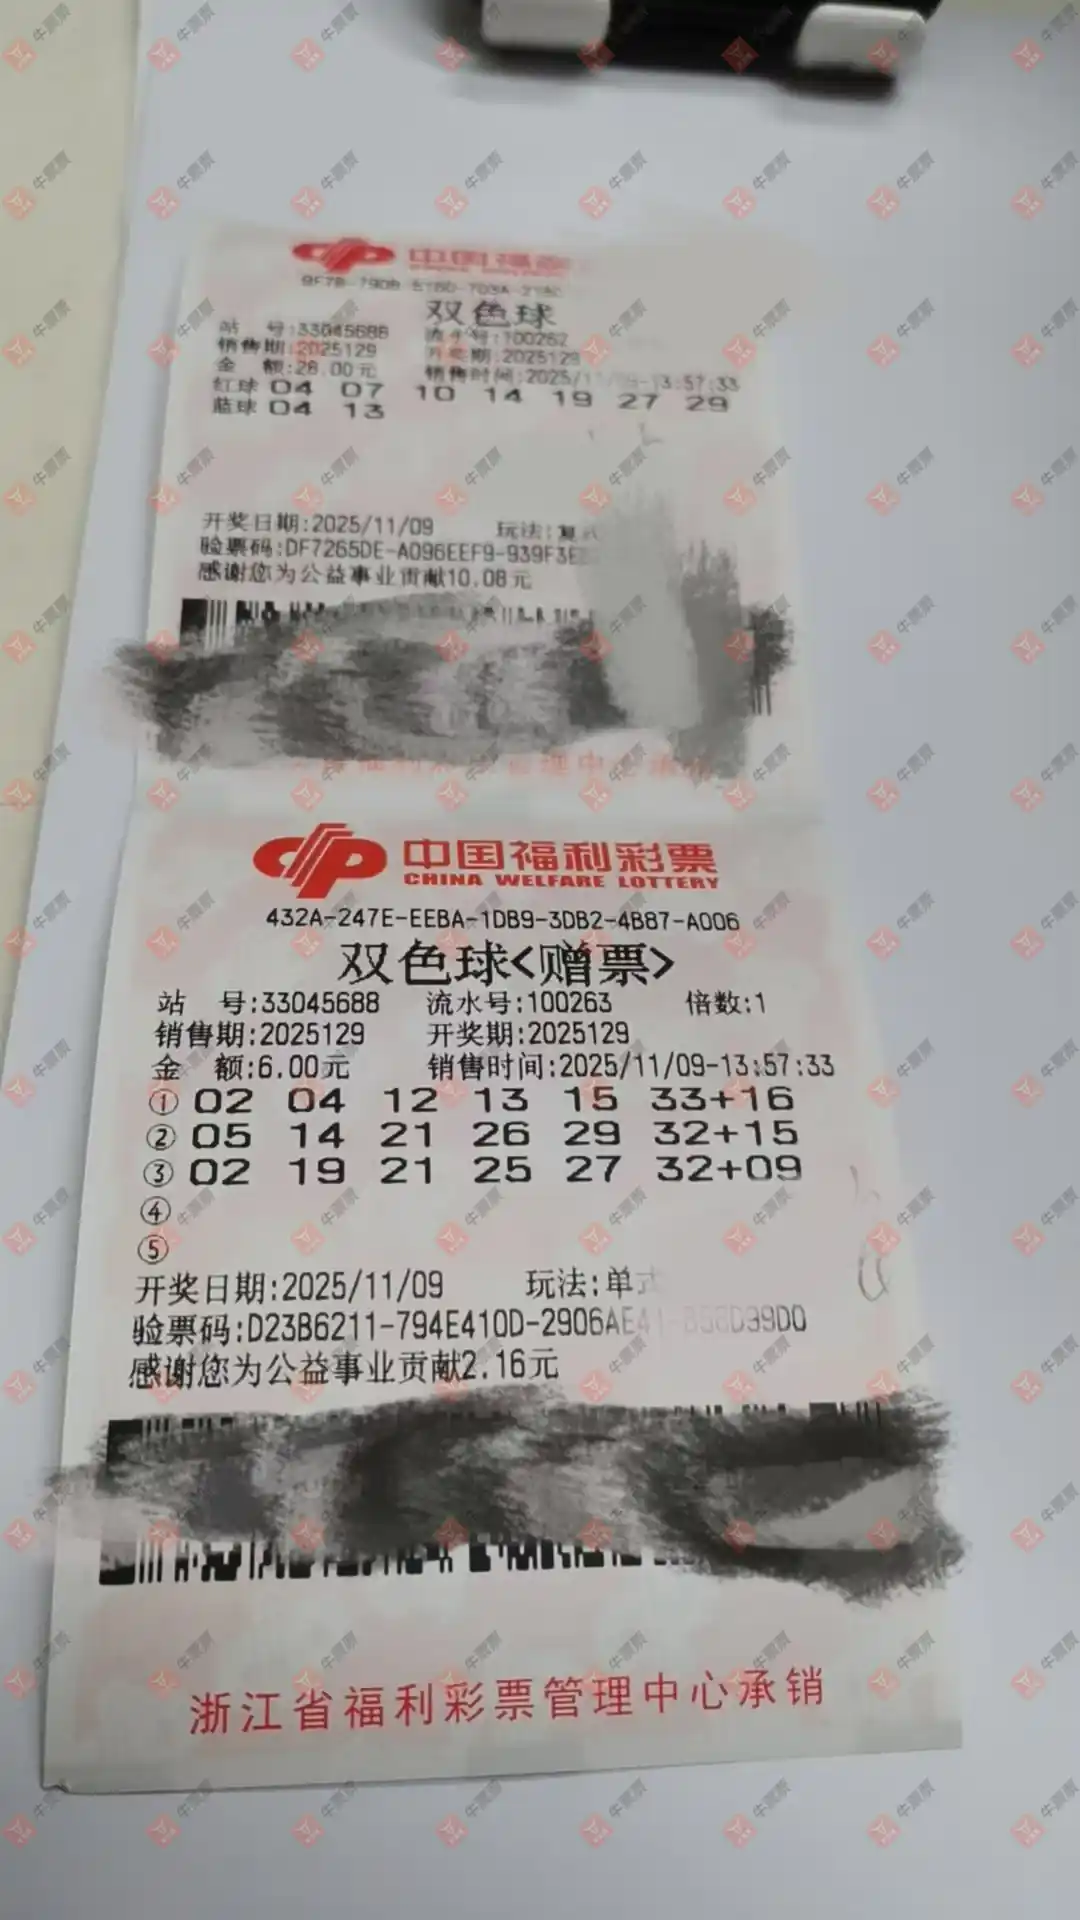 中国福利
双色球
站 号:33045688 流水号:100262
销售期:2025129 开奖期:2025129
金 额:28.00元 销售时间:2025/11/09-13:57:33
红球 04 07 10 14 19 27 29
蓝球 04 13
开奖日期:2025/11/09 玩法:复式
验票码:DF7265DE-A096EEF9-939F3E
感谢您为公益事业贡献10.08元
中国福利彩票
CHINA WELFARE LOTTERY
432A-247E-EEBA-1DB9-3DB2-4B87-A006
双色球<赠票>
站 号:33045688 流水号:100263 倍数:1
销售期:2025129 开奖期:2025129
金 额:6.00元 销售时间:2025/11/09-13:57:33
① 02 04 12 13 15 33+16
② 05 14 21 26 29 32+15
③ 02 19 21 25 27 32+09
④
⑤
开奖日期:2025/11/09 玩法:单式
验票码:D23B6211-794E410D-2906AE41-
感谢您为公益事业贡献2.16元
浙江省福利彩票管理中心承销
牛票票